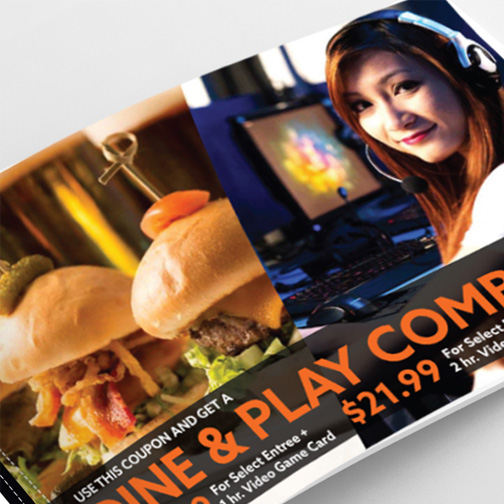 USE THIS COUPON AND GET A
DINE & PLAY COMBO
For Select Entree +
1 hr. Video Game Card
$21.99
For Select
2 hr. Video